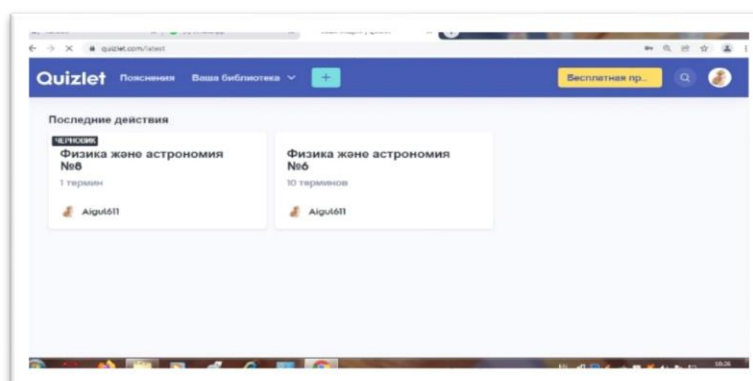 quizlet.com/latest
Quizlet Пояснения Ваша библиотека + Бесплатная пр...
Последние действия
ЧЕРНОВИК
Физика және астрономия
№8
1 термин
Aigul611
Физика және астрономия
№6
10 терминов
Aigul611